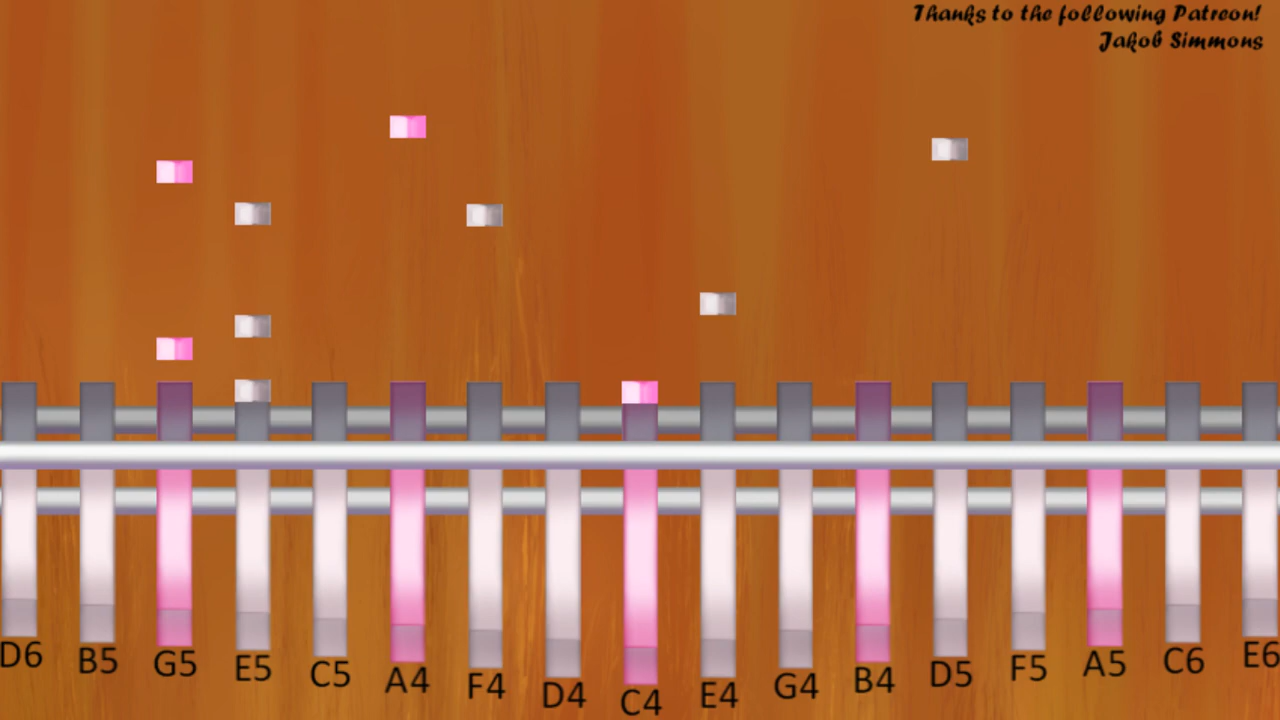 Thanks to the following Patreon!
Jakob Simmons
D6 B5 G5 E5 C5 A4 F4 D4 C4 E4 G4 B4 D5 F5 A5 C6 E6